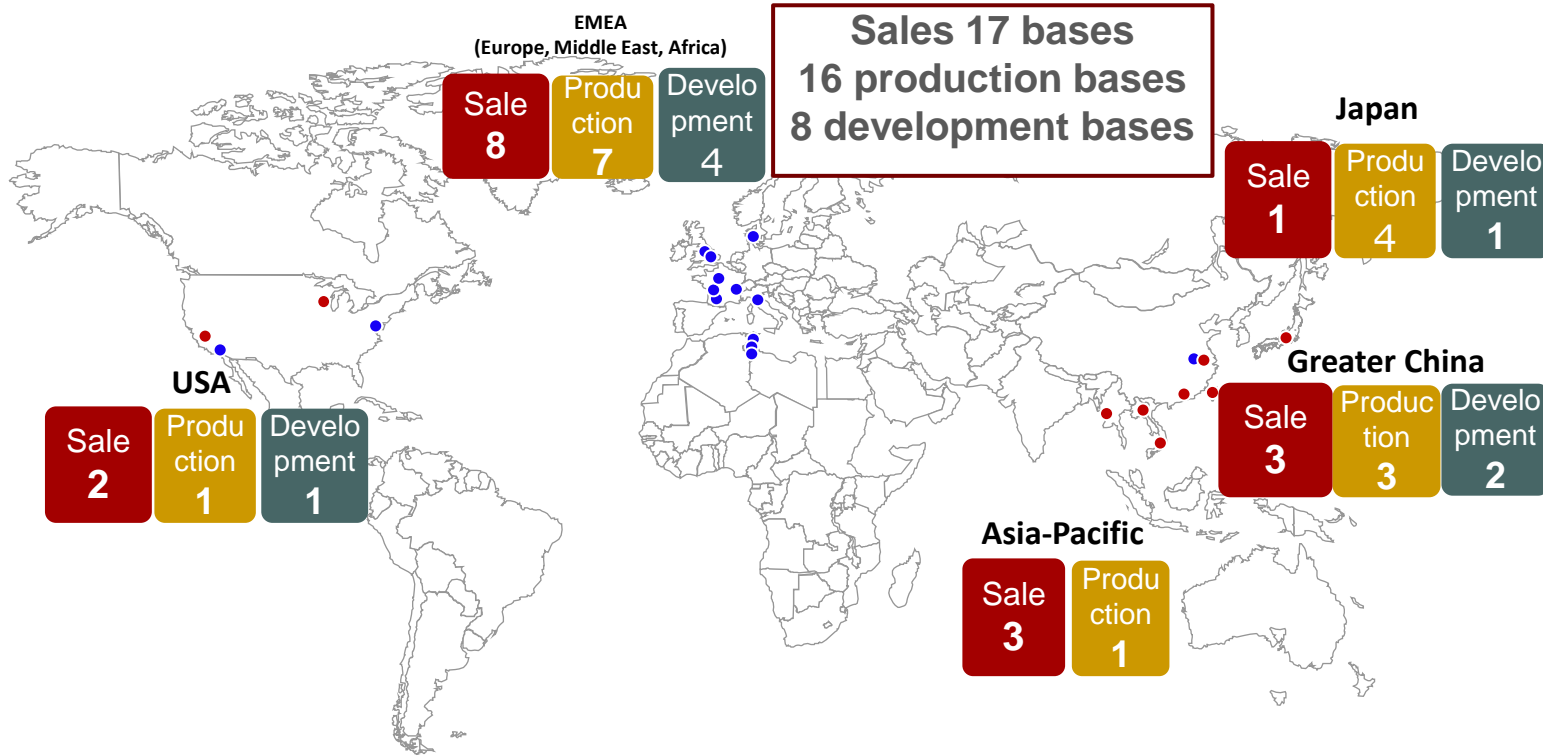 EMEA
(Europe, Middle East, Africa)
Sale
8
Produ
ction
7
Develo
pment
4
Sales 17 bases
16 production bases
8 development bases
Japan
Sale
1
Produ
ction
4
Develo
pment
1
USA
Sale
2
Produ
ction
1
Develo
pment
1
Greater China
Sale
3
Produc
tion
3
Develo
pment
2
Asia-Pacific
Sale
3
Produ
ction
1